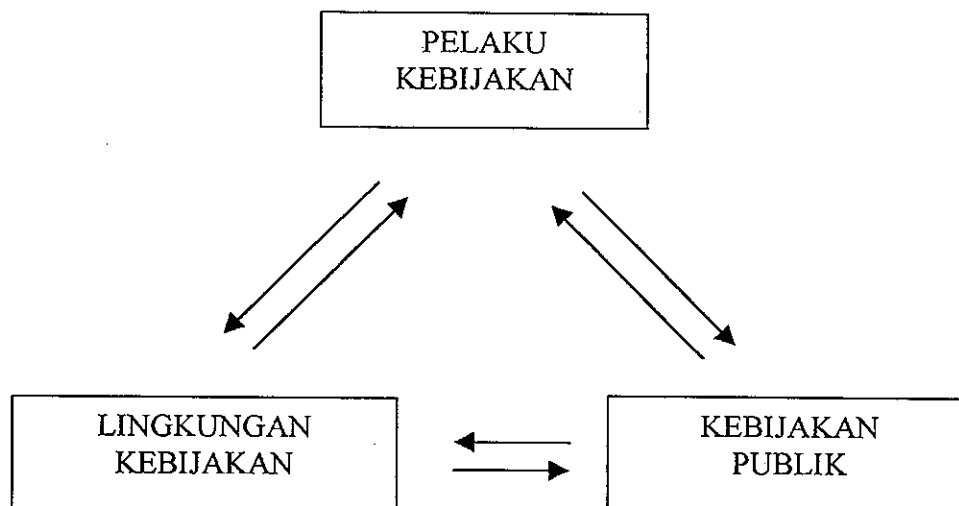 PELAKU
KEBIJAKAN
LINGKUNGAN
KEBIJAKAN
KEBIJAKAN
PUBLIK